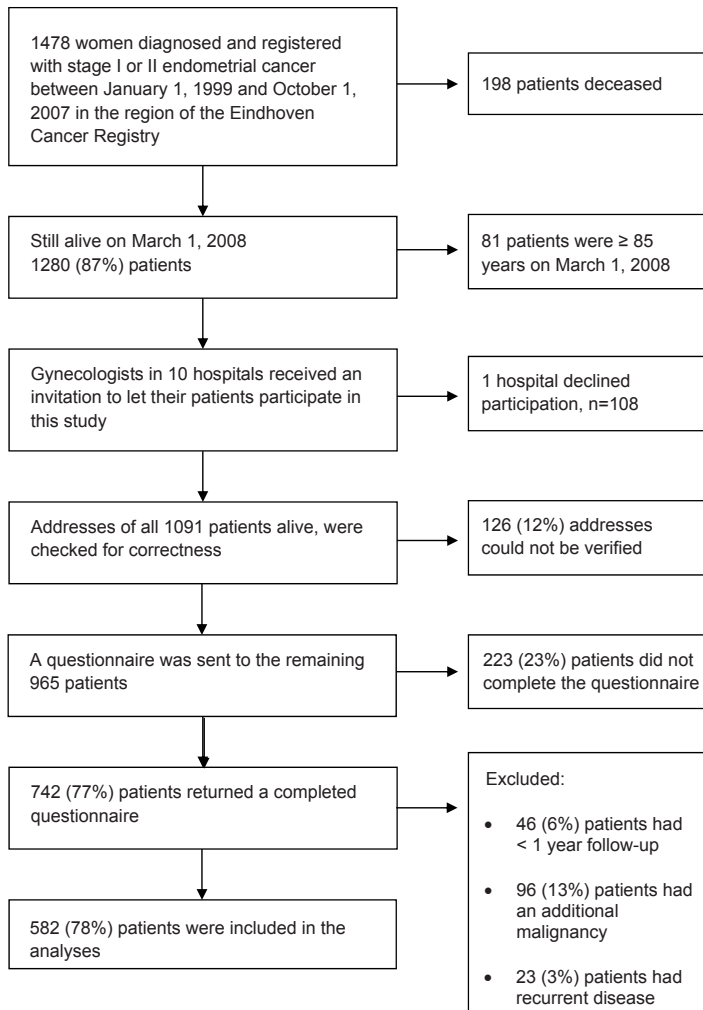 1478 women diagnosed and registered
with stage I or II endometrial cancer
between January 1, 1999 and October 1,
2007 in the region of the Eindhoven
Cancer Registry
198 patients deceased
Still alive on March 1, 2008
1280 (87%) patients
81 patients were ≥ 85
years on March 1, 2008
Gynecologists in 10 hospitals received an
invitation to let their patients participate in
this study
1 hospital declined
participation, n=108
Addresses of all 1091 patients alive, were
checked for correctness
126 (12%) addresses
could not be verified
A questionnaire was sent to the remaining
965 patients
223 (23%) patients did not
complete the questionnaire
742 (77%) patients returned a completed
questionnaire
Excluded:
• 46 (6%) patients had
< 1 year follow-up
• 96 (13%) patients had
an additional
malignancy
• 23 (3%) patients had
recurrent disease
582 (78%) patients were included in the
analyses